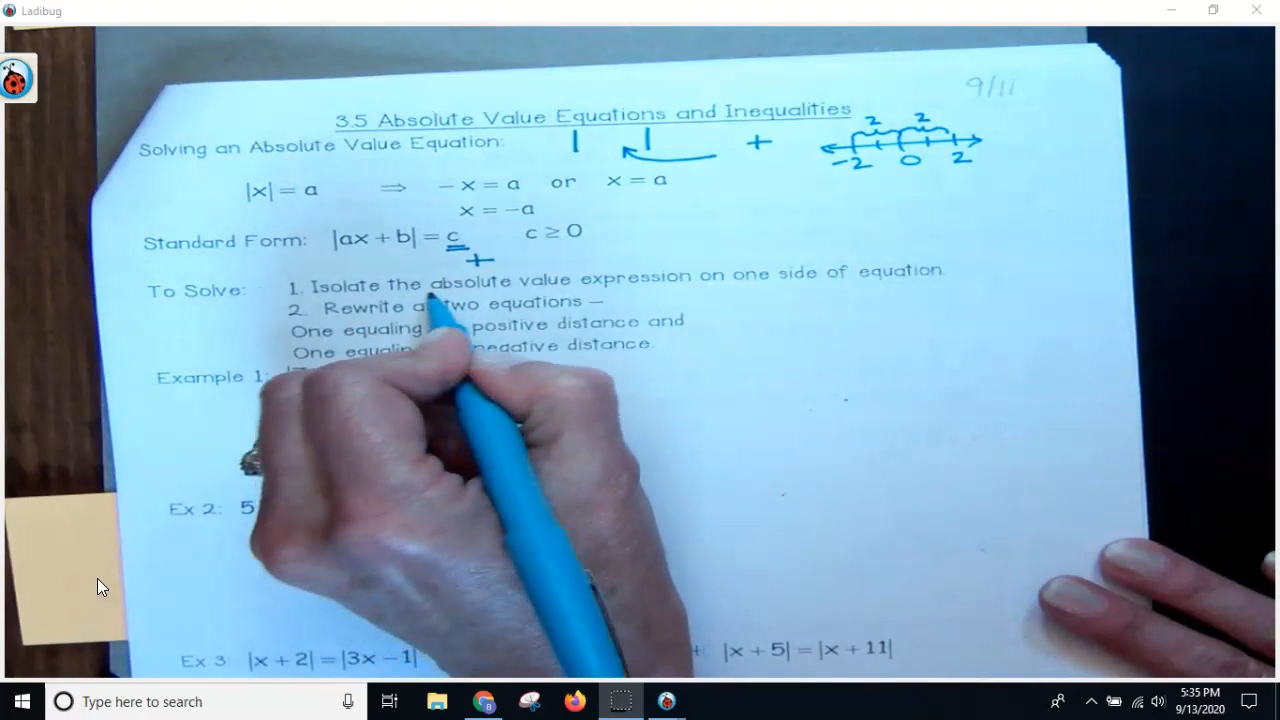 Ladibug
9/11
3.5 Absolute Value Equations and Inequalities
Solving an Absolute Value Equation: | | + 2 2
-2 0 2
|x| = a ⟹ -x = a or x = a
x = -a
Standard Form: |ax + b| = c c ≥ 0
+
To Solve: 1. Isolate the absolute value expression on one side of equation.
2. Rewrite two equations –
One equaling positive distance and
One negative distance.
Example 1:
Ex 2: 5
Ex 3: |x + 2| = |3x - 1| |x + 5| = |x + 11|
Type here to search
5:35 PM
9/13/2020